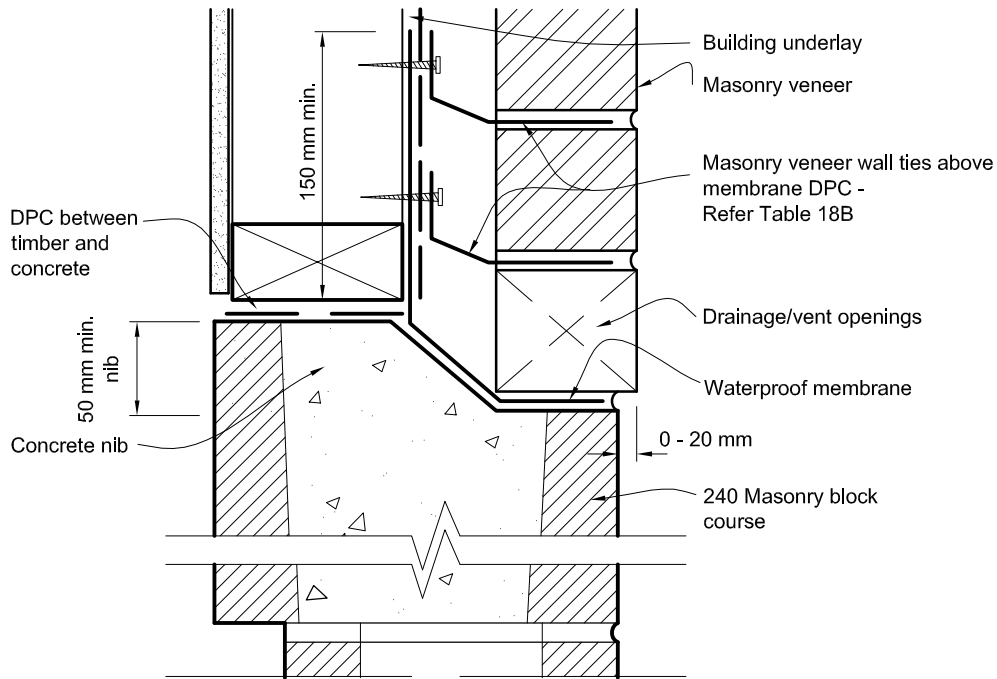 Building underlay
Masonry veneer
150 mm min.
Masonry veneer wall ties above
membrane DPC -
Refer Table 18B
DPC between
timber and
concrete
Drainage/vent openings
50 mm min.
nib
Waterproof membrane
Concrete nib
0 - 20 mm
240 Masonry block
course